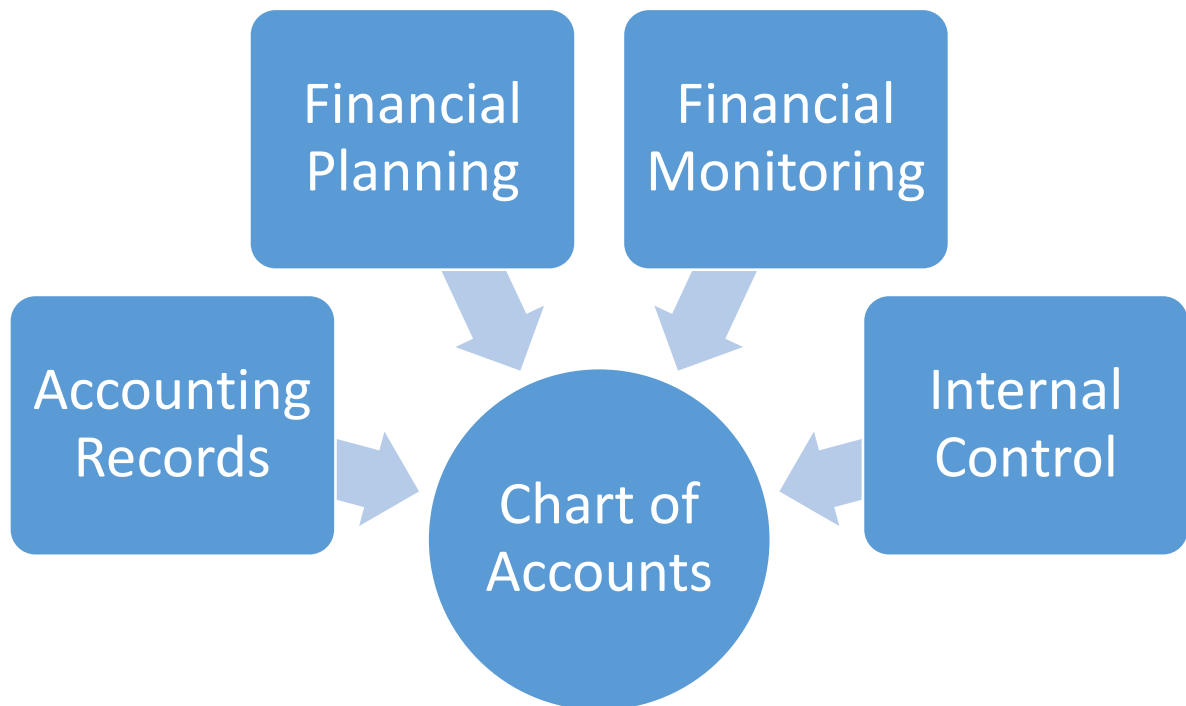 Financial
Planning
Financial
Monitoring
Accounting
Records
Internal
Control
Chart of
Accounts